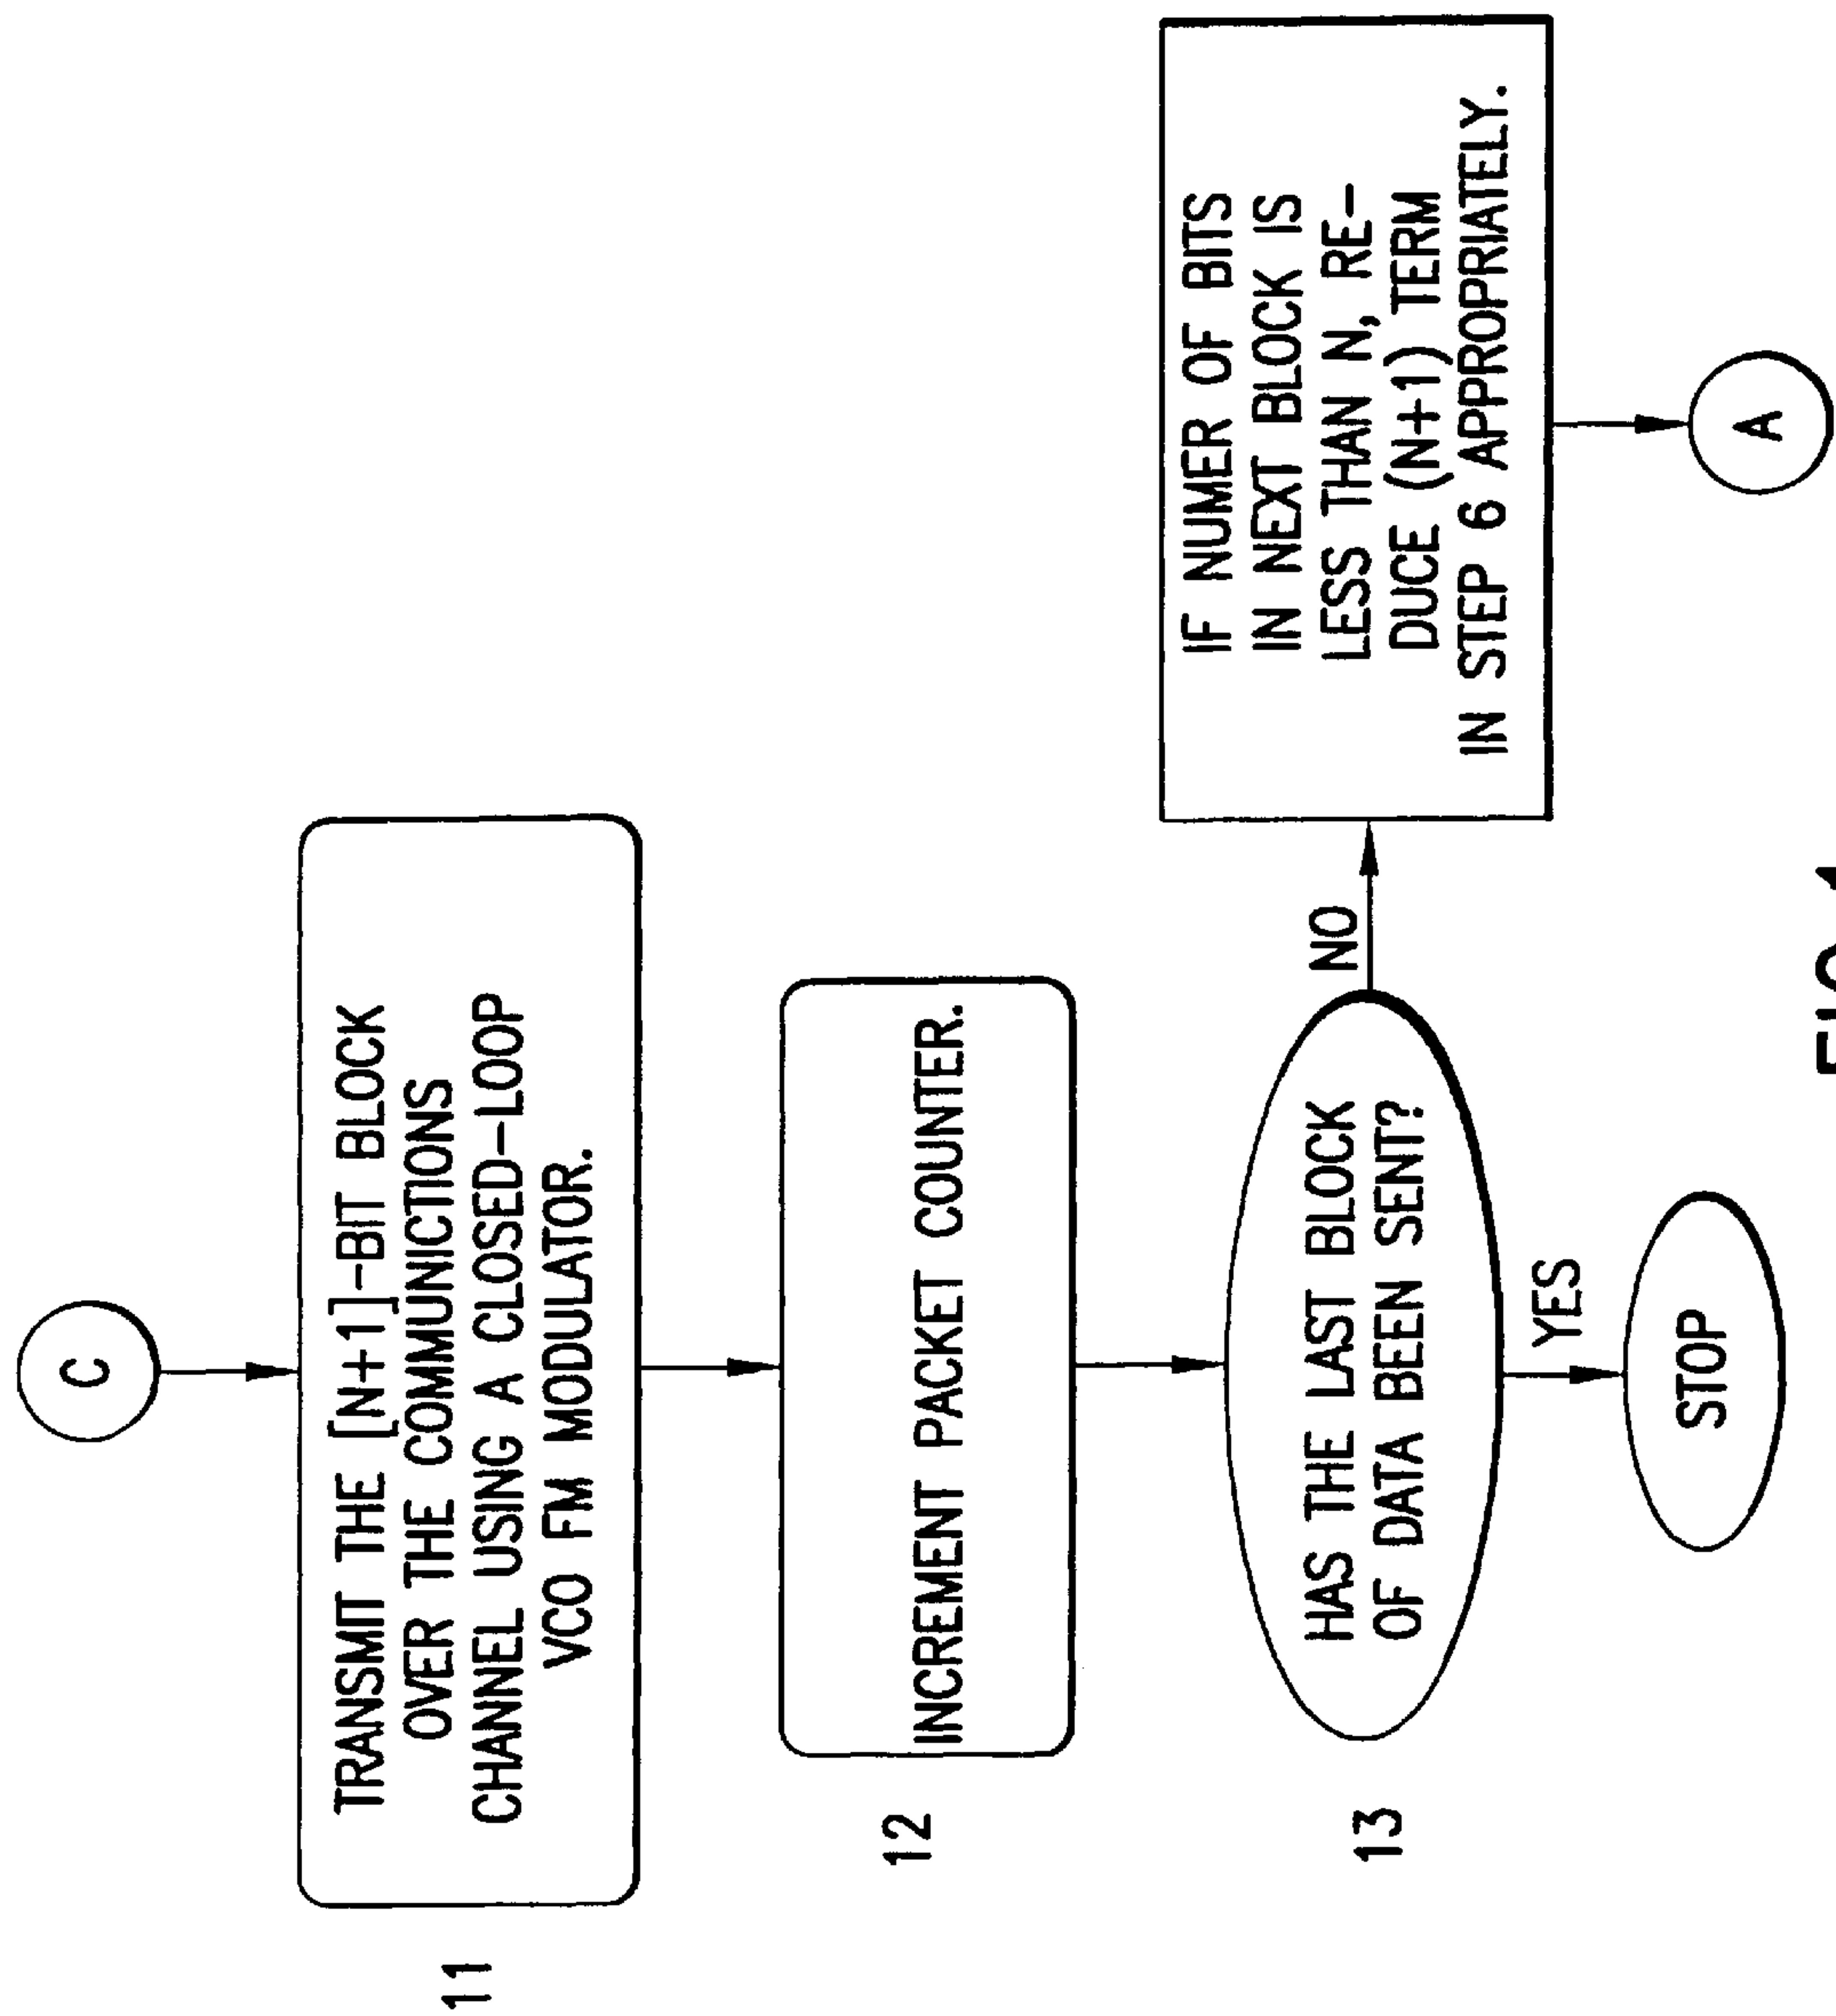 C
11
TRANSMIT THE [N+1]-BIT BLOCK
OVER THE COMMUNICTIONS
CHANNEL USING A CLOSED-LOOP
VCO FM MODULATOR.
12
INCREMENT PACKET COUNTER.
13
HAS THE LAST BLOCK
OF DATA BEEN SENT?
NO
IF NUMER OF BITS
IN NEXT BLOCK IS
LESS THAN N, RE-
DUCE (N+1) TERM
IN STEP 6 APPROPRIATELY.
YES
STOP
A